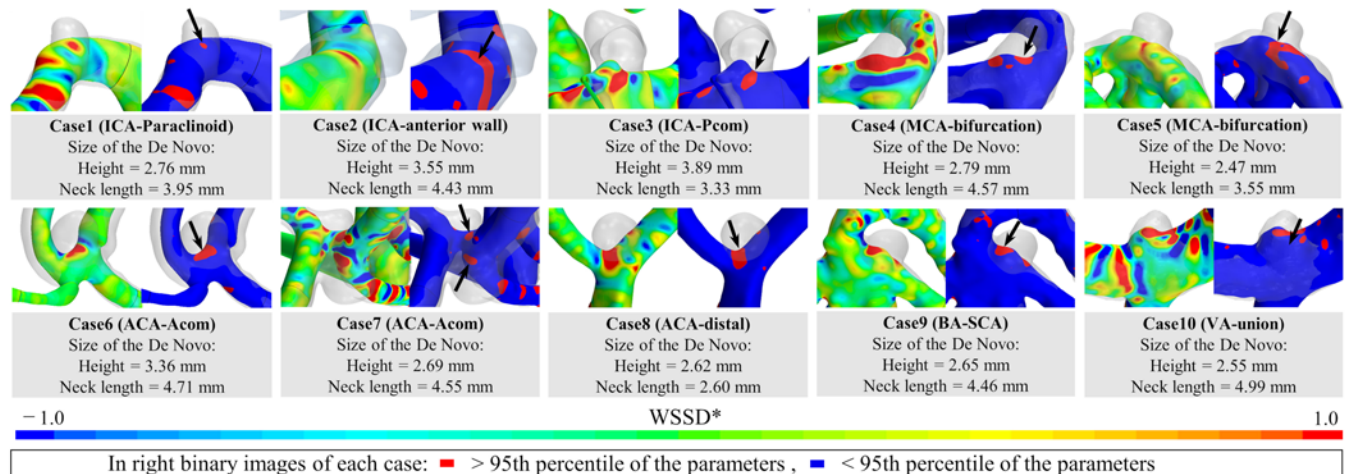 Case1 (ICA-Paraclinoid)
Size of the De Novo:
Height = 2.76 mm
Neck length = 3.95 mm
Case2 (ICA-anterior wall)
Size of the De Novo:
Height = 3.55 mm
Neck length = 4.43 mm
Case3 (ICA-Pcom)
Size of the De Novo:
Height = 3.89 mm
Neck length = 3.33 mm
Case4 (MCA-bifurcation)
Size of the De Novo:
Height = 2.79 mm
Neck length = 4.57 mm
Case5 (MCA-bifurcation)
Size of the De Novo:
Height = 2.47 mm
Neck length = 3.55 mm
Case6 (ACA-Acom)
Size of the De Novo:
Height = 3.36 mm
Neck length = 4.71 mm
Case7 (ACA-Acom)
Size of the De Novo:
Height = 2.69 mm
Neck length = 4.55 mm
Case8 (ACA-distal)
Size of the De Novo:
Height = 2.62 mm
Neck length = 2.60 mm
Case9 (BA-SCA)
Size of the De Novo:
Height = 2.65 mm
Neck length = 4.46 mm
Case10 (VA-union)
Size of the De Novo:
Height = 2.55 mm
Neck length = 4.99 mm
− 1.0 WSSD* 1.0
In right binary images of each case: > 95th percentile of the parameters , < 95th percentile of the parameters